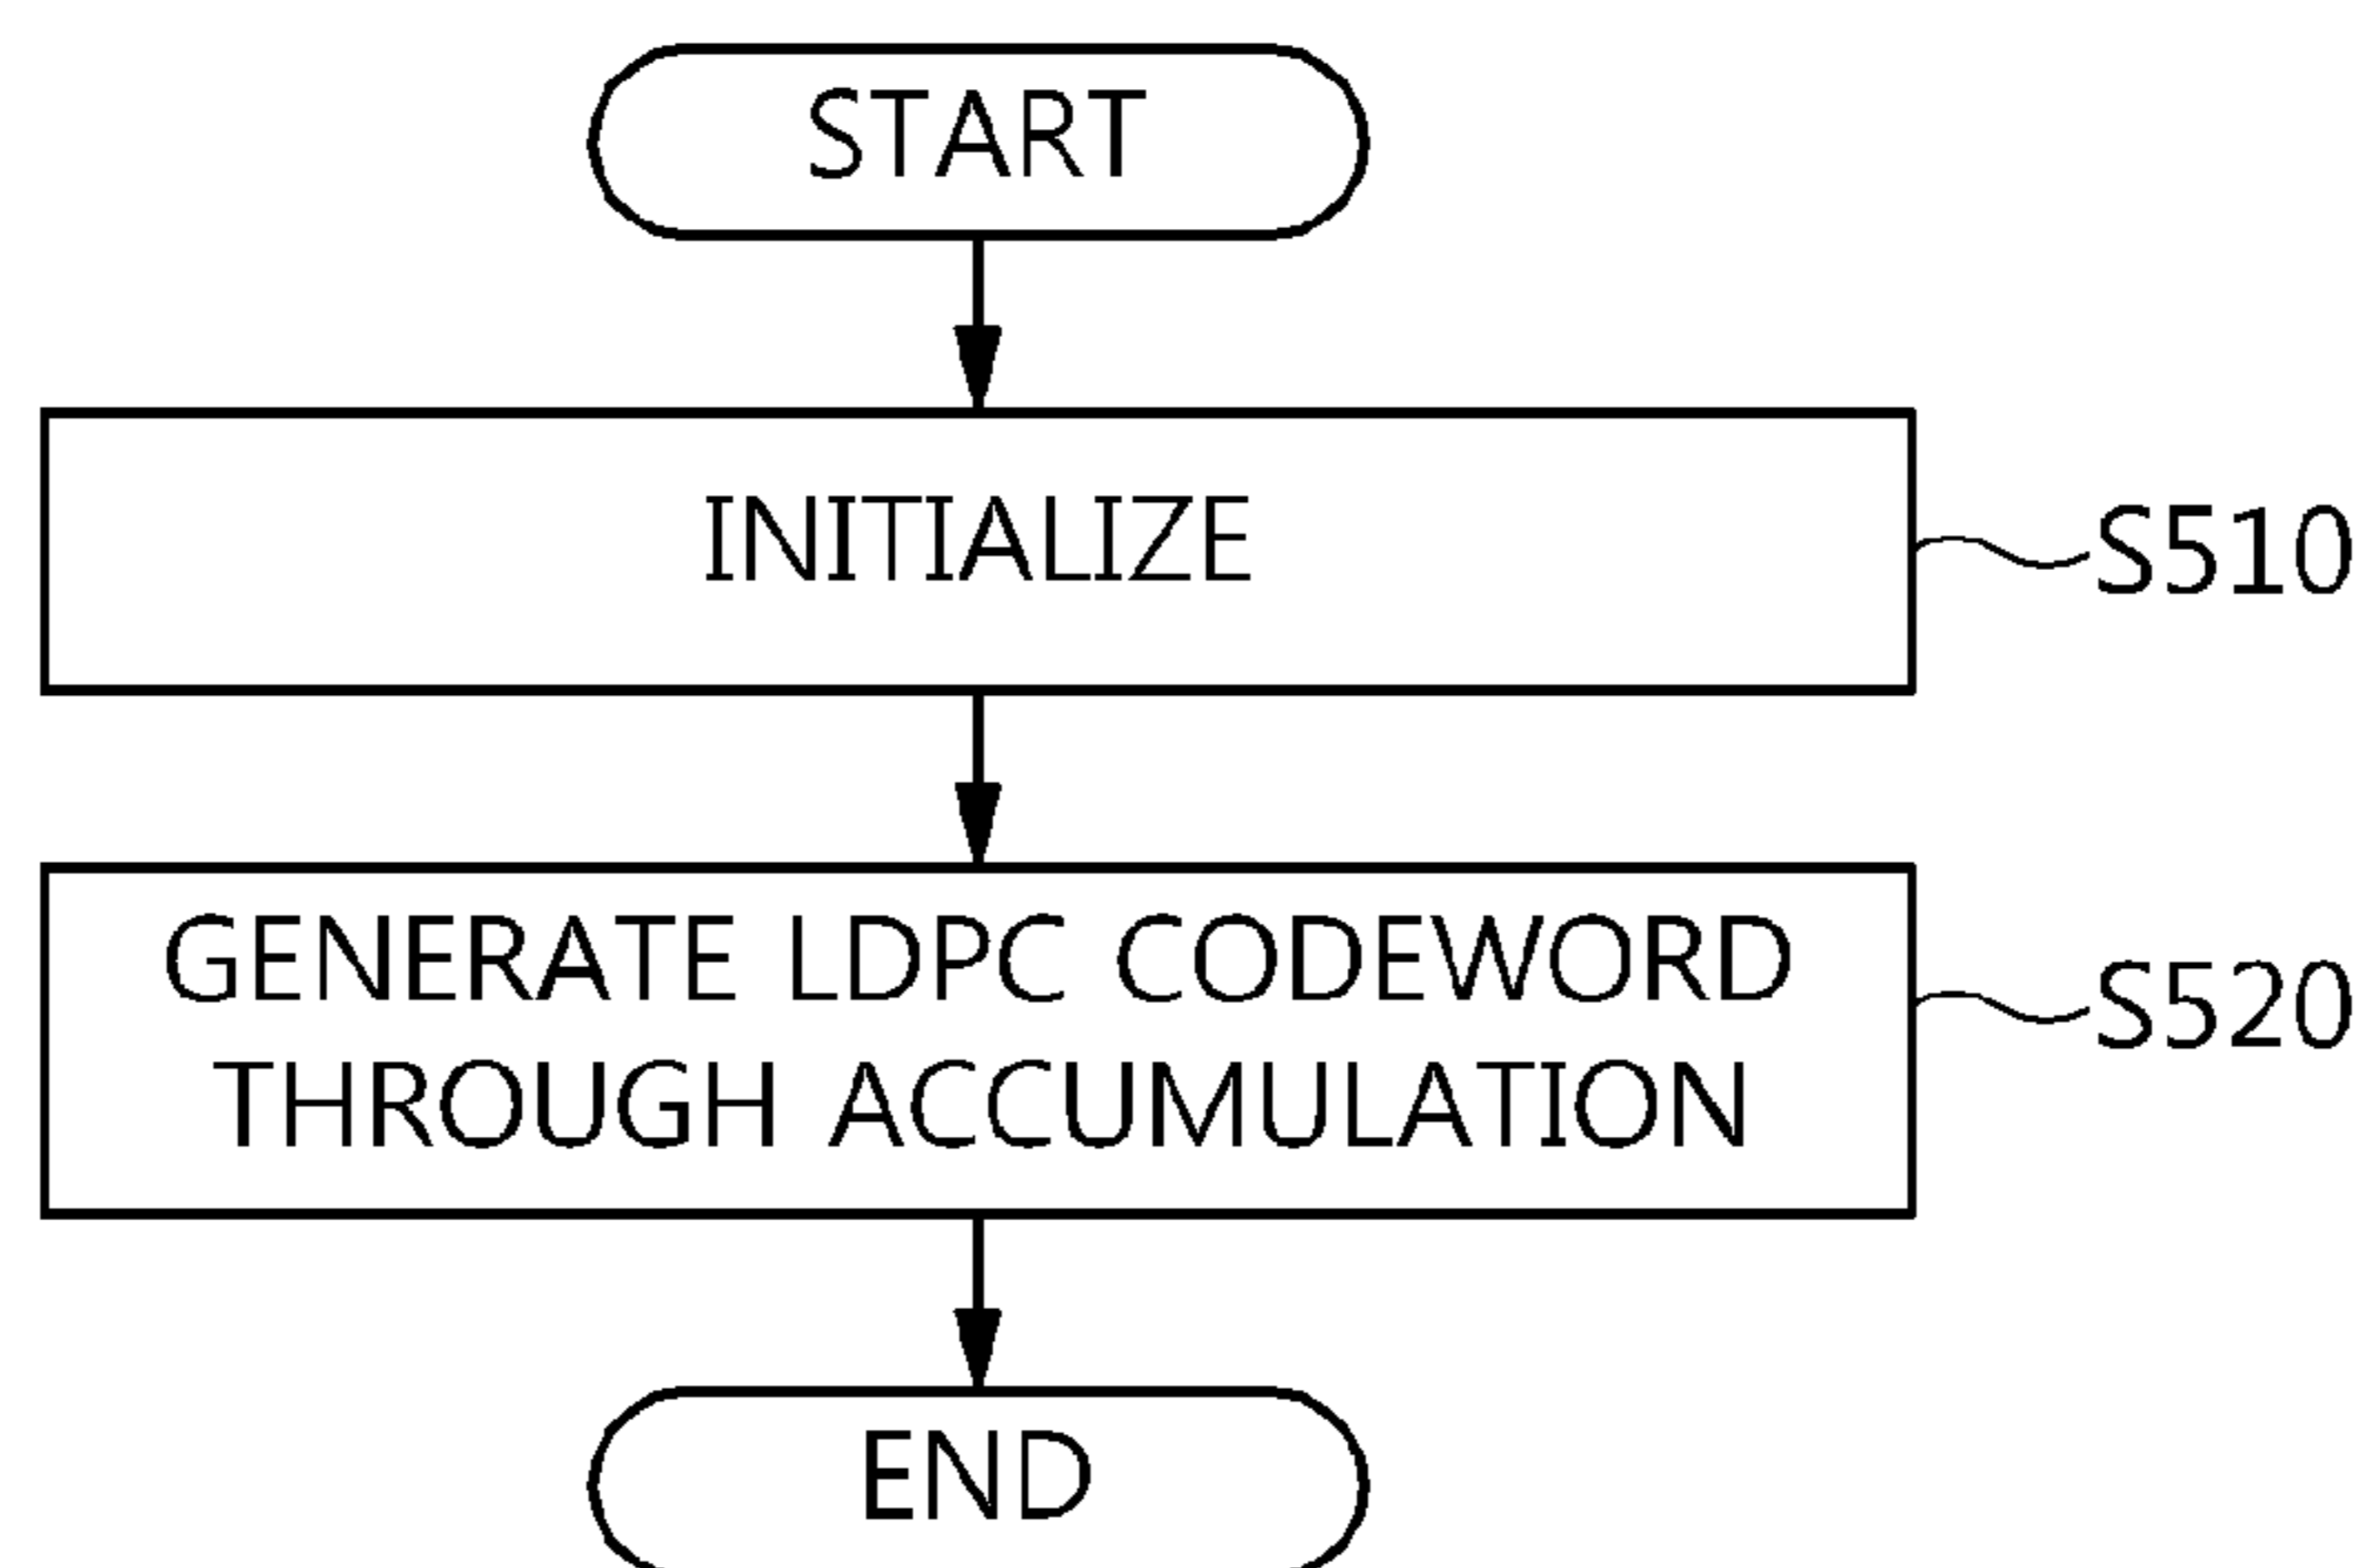 START
INITIALIZE
S510
GENERATE LDPC CODEWORD
THROUGH ACCUMULATION
S520
END